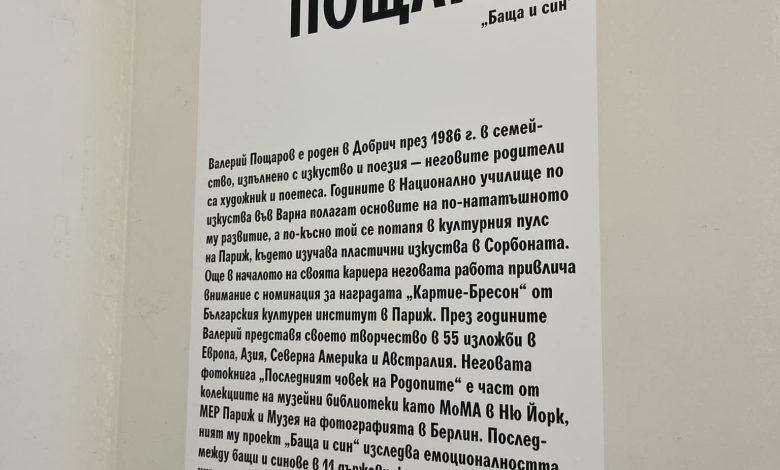 „Баща и син“
Валерий Пощаров е роден в Добрич през 1986 г. в семей-
ство, изпълнено с изкуство и поезия — неговите родители
са художник и поетеса. Годините в Национално училище по
изкуства във Варна полагат основите на по-нататъшното
му развитие, а по-късно той се потапя в културния пулс
на Париж, където изучава пластични изкуства в Сорбоната.
Още в началото на своята кариера неговата работа привлича
внимание с номинация за наградата „Картие-Бресон“ от
Българския културен институт в Париж. През годините
Валерий представя своето творчество в 55 изложби в
Европа, Азия, Северна Америка и Австралия. Неговата
фотокнига „Последният човек на Родопите“ е част от
колекциите на музейни библиотеки като МоМА в Ню Йорк,
МЕР Париж и Музея на фотографията в Берлин. Послед-
ният му проект „Баща и син“ изследва емоционалността
между бащи и синове в 11